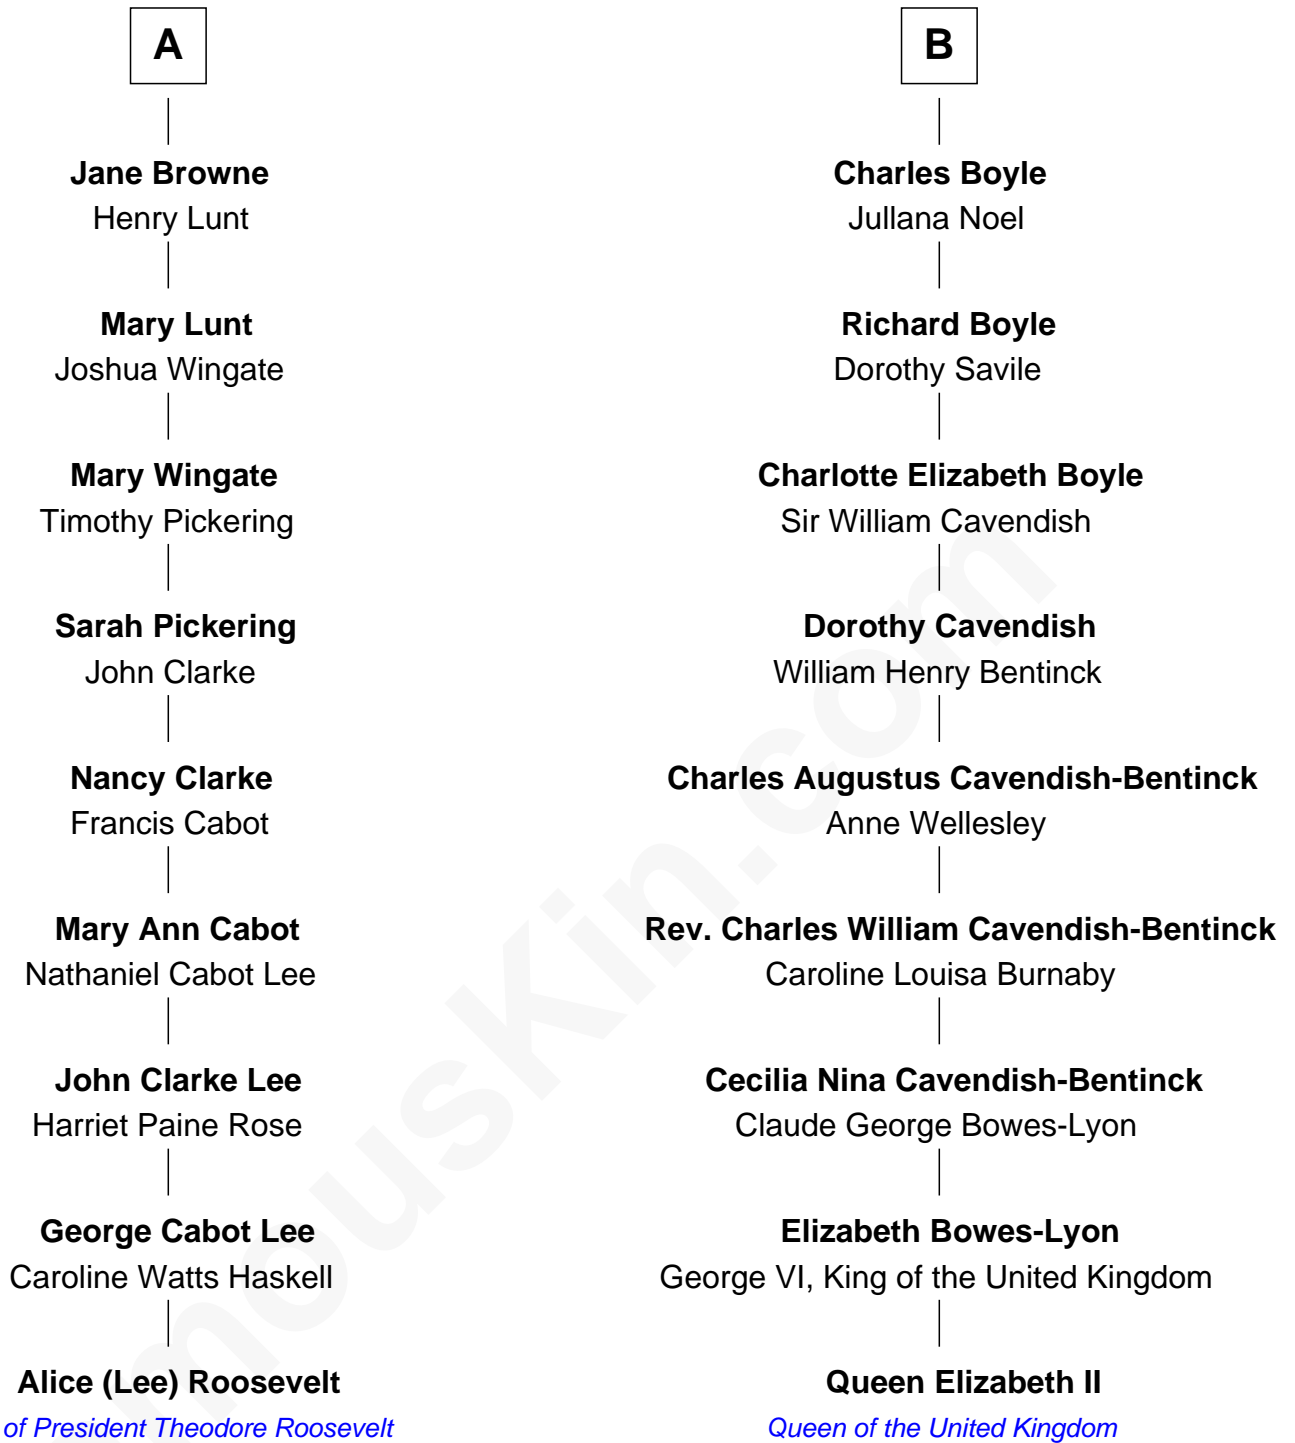 A
Jane Browne
Henry Lunt
Mary Lunt
Joshua Wingate
Mary Wingate
Timothy Pickering
Sarah Pickering
John Clarke
Nancy Clarke
Francis Cabot
Mary Ann Cabot
Nathaniel Cabot Lee
John Clarke Lee
Harriet Paine Rose
George Cabot Lee
Caroline Watts Haskell
Alice (Lee) Roosevelt
of President Theodore Roosevelt
B
Charles Boyle
Jullana Noel
Richard Boyle
Dorothy Savile
Charlotte Elizabeth Boyle
Sir William Cavendish
Dorothy Cavendish
William Henry Bentinck
Charles Augustus Cavendish-Bentinck
Anne Wellesley
Rev. Charles William Cavendish-Bentinck
Caroline Louisa Burnaby
Cecilia Nina Cavendish-Bentinck
Claude George Bowes-Lyon
Elizabeth Bowes-Lyon
George VI, King of the United Kingdom
Queen Elizabeth II
Queen of the United Kingdom
mousKin.com